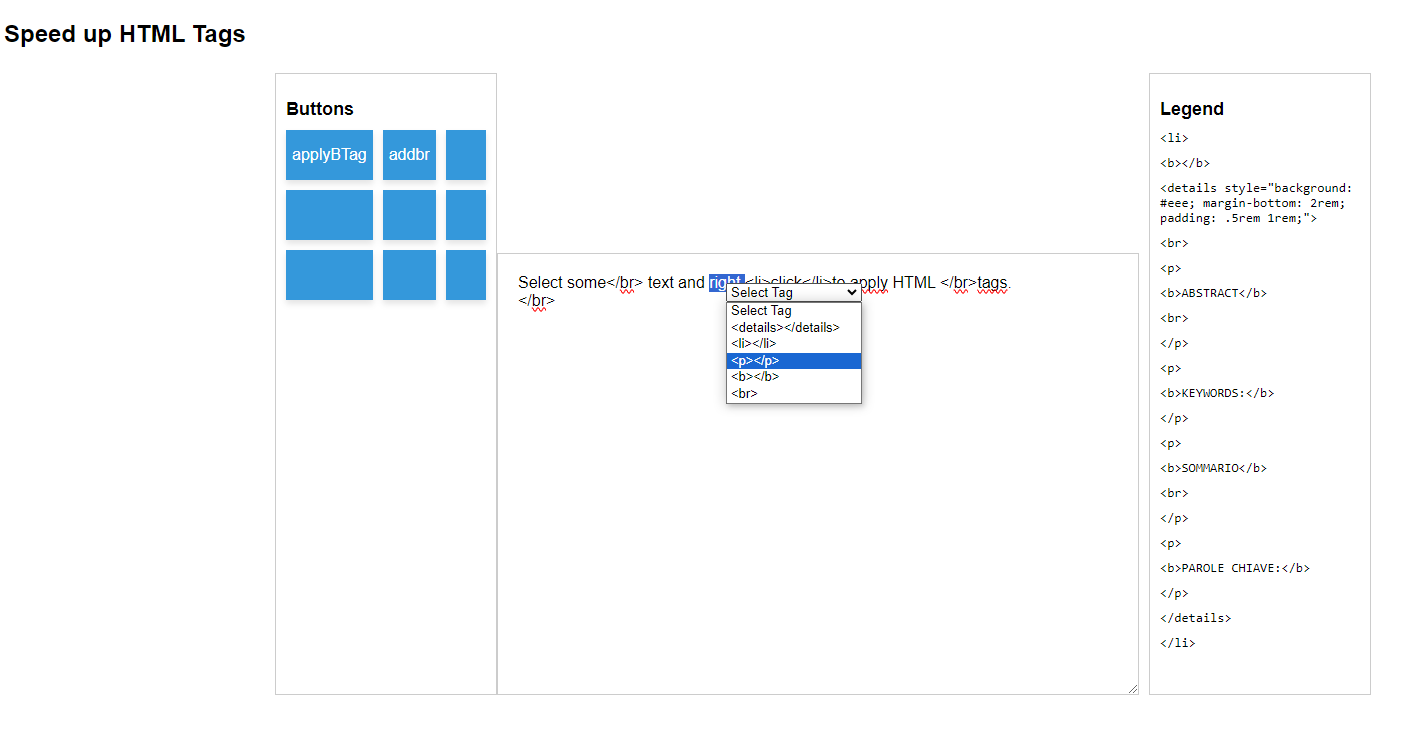 Speed up HTML Tags
Buttons
applyBTag
addbr
Select some</br> text and right <li>click</li>to apply HTML </br>tags.
</br>
Select Tag
Select Tag
<details></details>
<li></li>
<p></p>
<b></b>
<br>
Legend
<li>
<b></b>
<details style="background:
#eee; margin-bottom: 2rem;
padding: .5rem 1rem;">
<br>
<p>
<b>ABSTRACT</b>
<br>
</p>
<p>
<b>KEYWORDS:</b>
</p>
<p>
<b>SOMMARIO</b>
<br>
</p>
<p>
<b>PAROLE CHIAVE:</b>
</p>
</details>
</li>